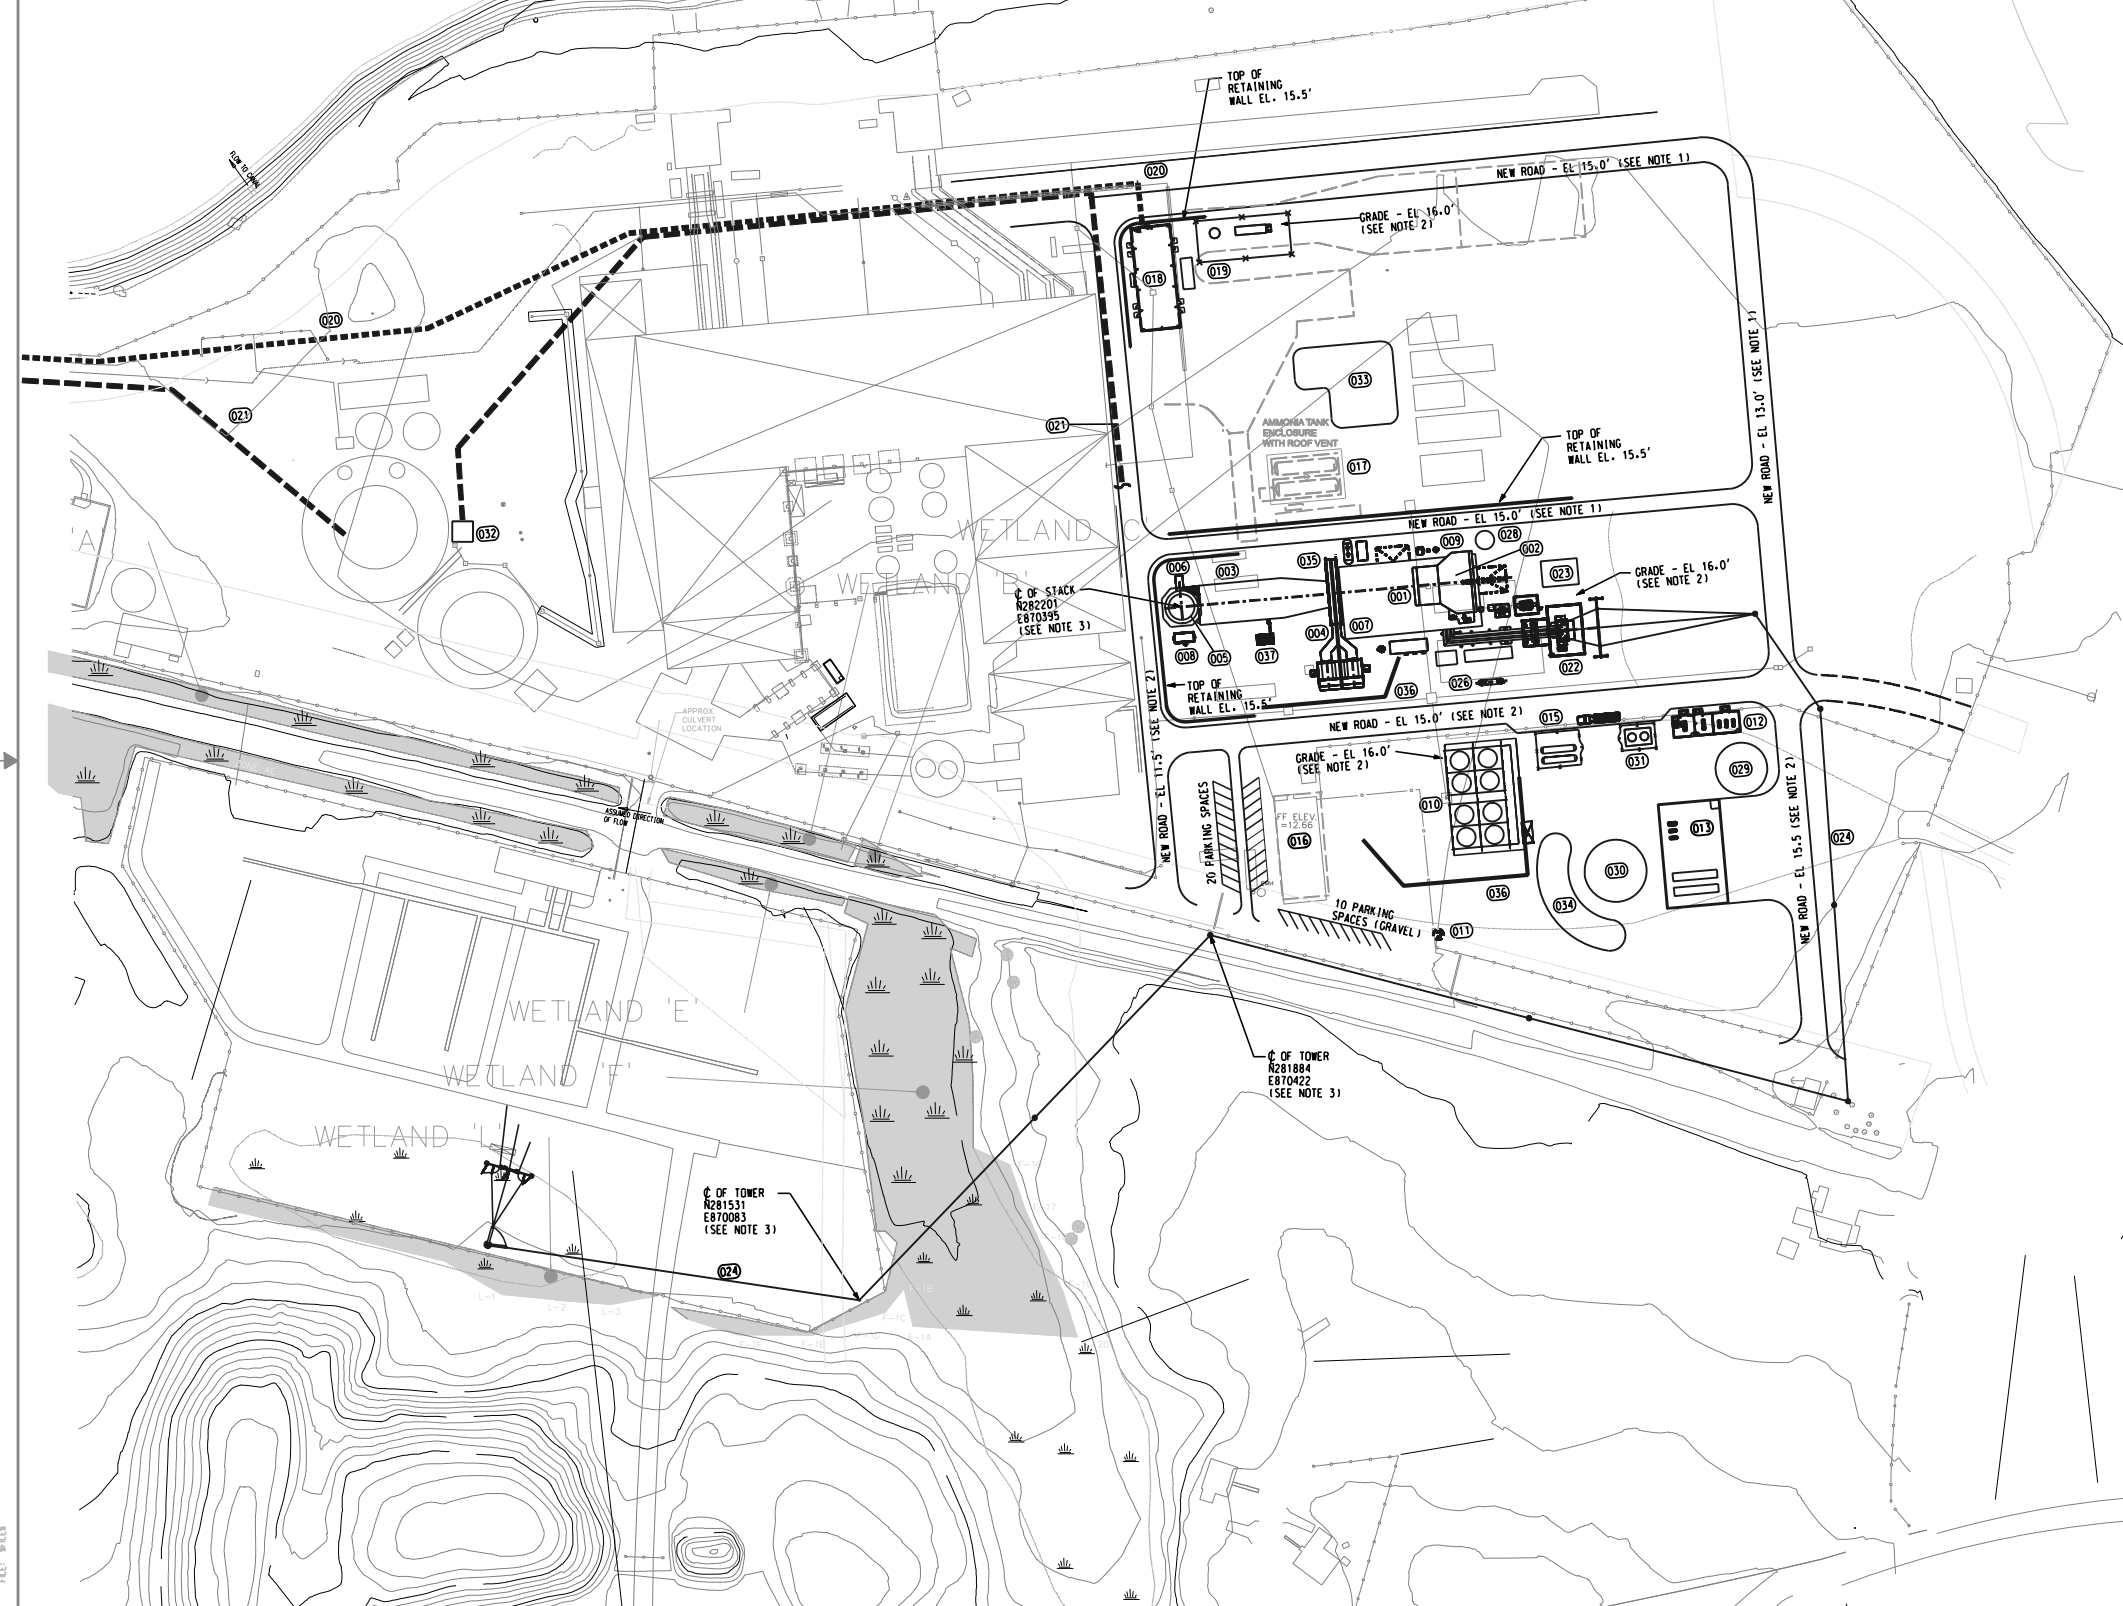 TOP OF
RETAINING
WALL EL. 15.5'
FLOW TO CANAL
020
NEW ROAD - EL 15.0' (SEE NOTE 1)
GRADE - EL 16.0'
(SEE NOTE 2)
018
019
020
033
021
021
AMMONIA TANK
ENCLOSURE
WITH ROOF VENT
017
TOP OF
RETAINING
WALL EL. 15.5'
NEW ROAD - EL 13.0' (SEE NOTE 1)
032
WETLAND 'C'
NEW ROAD - EL 15.0' (SEE NOTE 1)
'A'
WETLAND 'B'
006
003
035
009
028
002
023
GRADE - EL 16.0'
(SEE NOTE 2)
℄ OF STACK
N282201
E870395
(SEE NOTE 3)
001
004
007
008
005
037
022
026
036
TOP OF
RETAINING
WALL EL. 15.5'
NEW ROAD - EL 15.0' (SEE NOTE 2)
015
012
031
029
APPROX.
CULVERT
LOCATION
GRADE - EL 16.0'
(SEE NOTE 2)
NEW ROAD - EL 11.5' (SEE NOTE 2)
20 PARKING SPACES
FF ELEV.
=12.66
016
010
013
024
NEW ROAD - EL 15.5 (SEE NOTE 2)
ASSUMED DIRECTION
OF FLOW
030
036
034
10 PARKING
SPACES (GRAVEL)
011
WETLAND 'E'
WETLAND 'F'
WETLAND 'L'
℄ OF TOWER
N281884
E870422
(SEE NOTE 3)
℄ OF TOWER
N281531
E870083
(SEE NOTE 3)
024
L-1
L-2
L-3
F-1C
F-1A